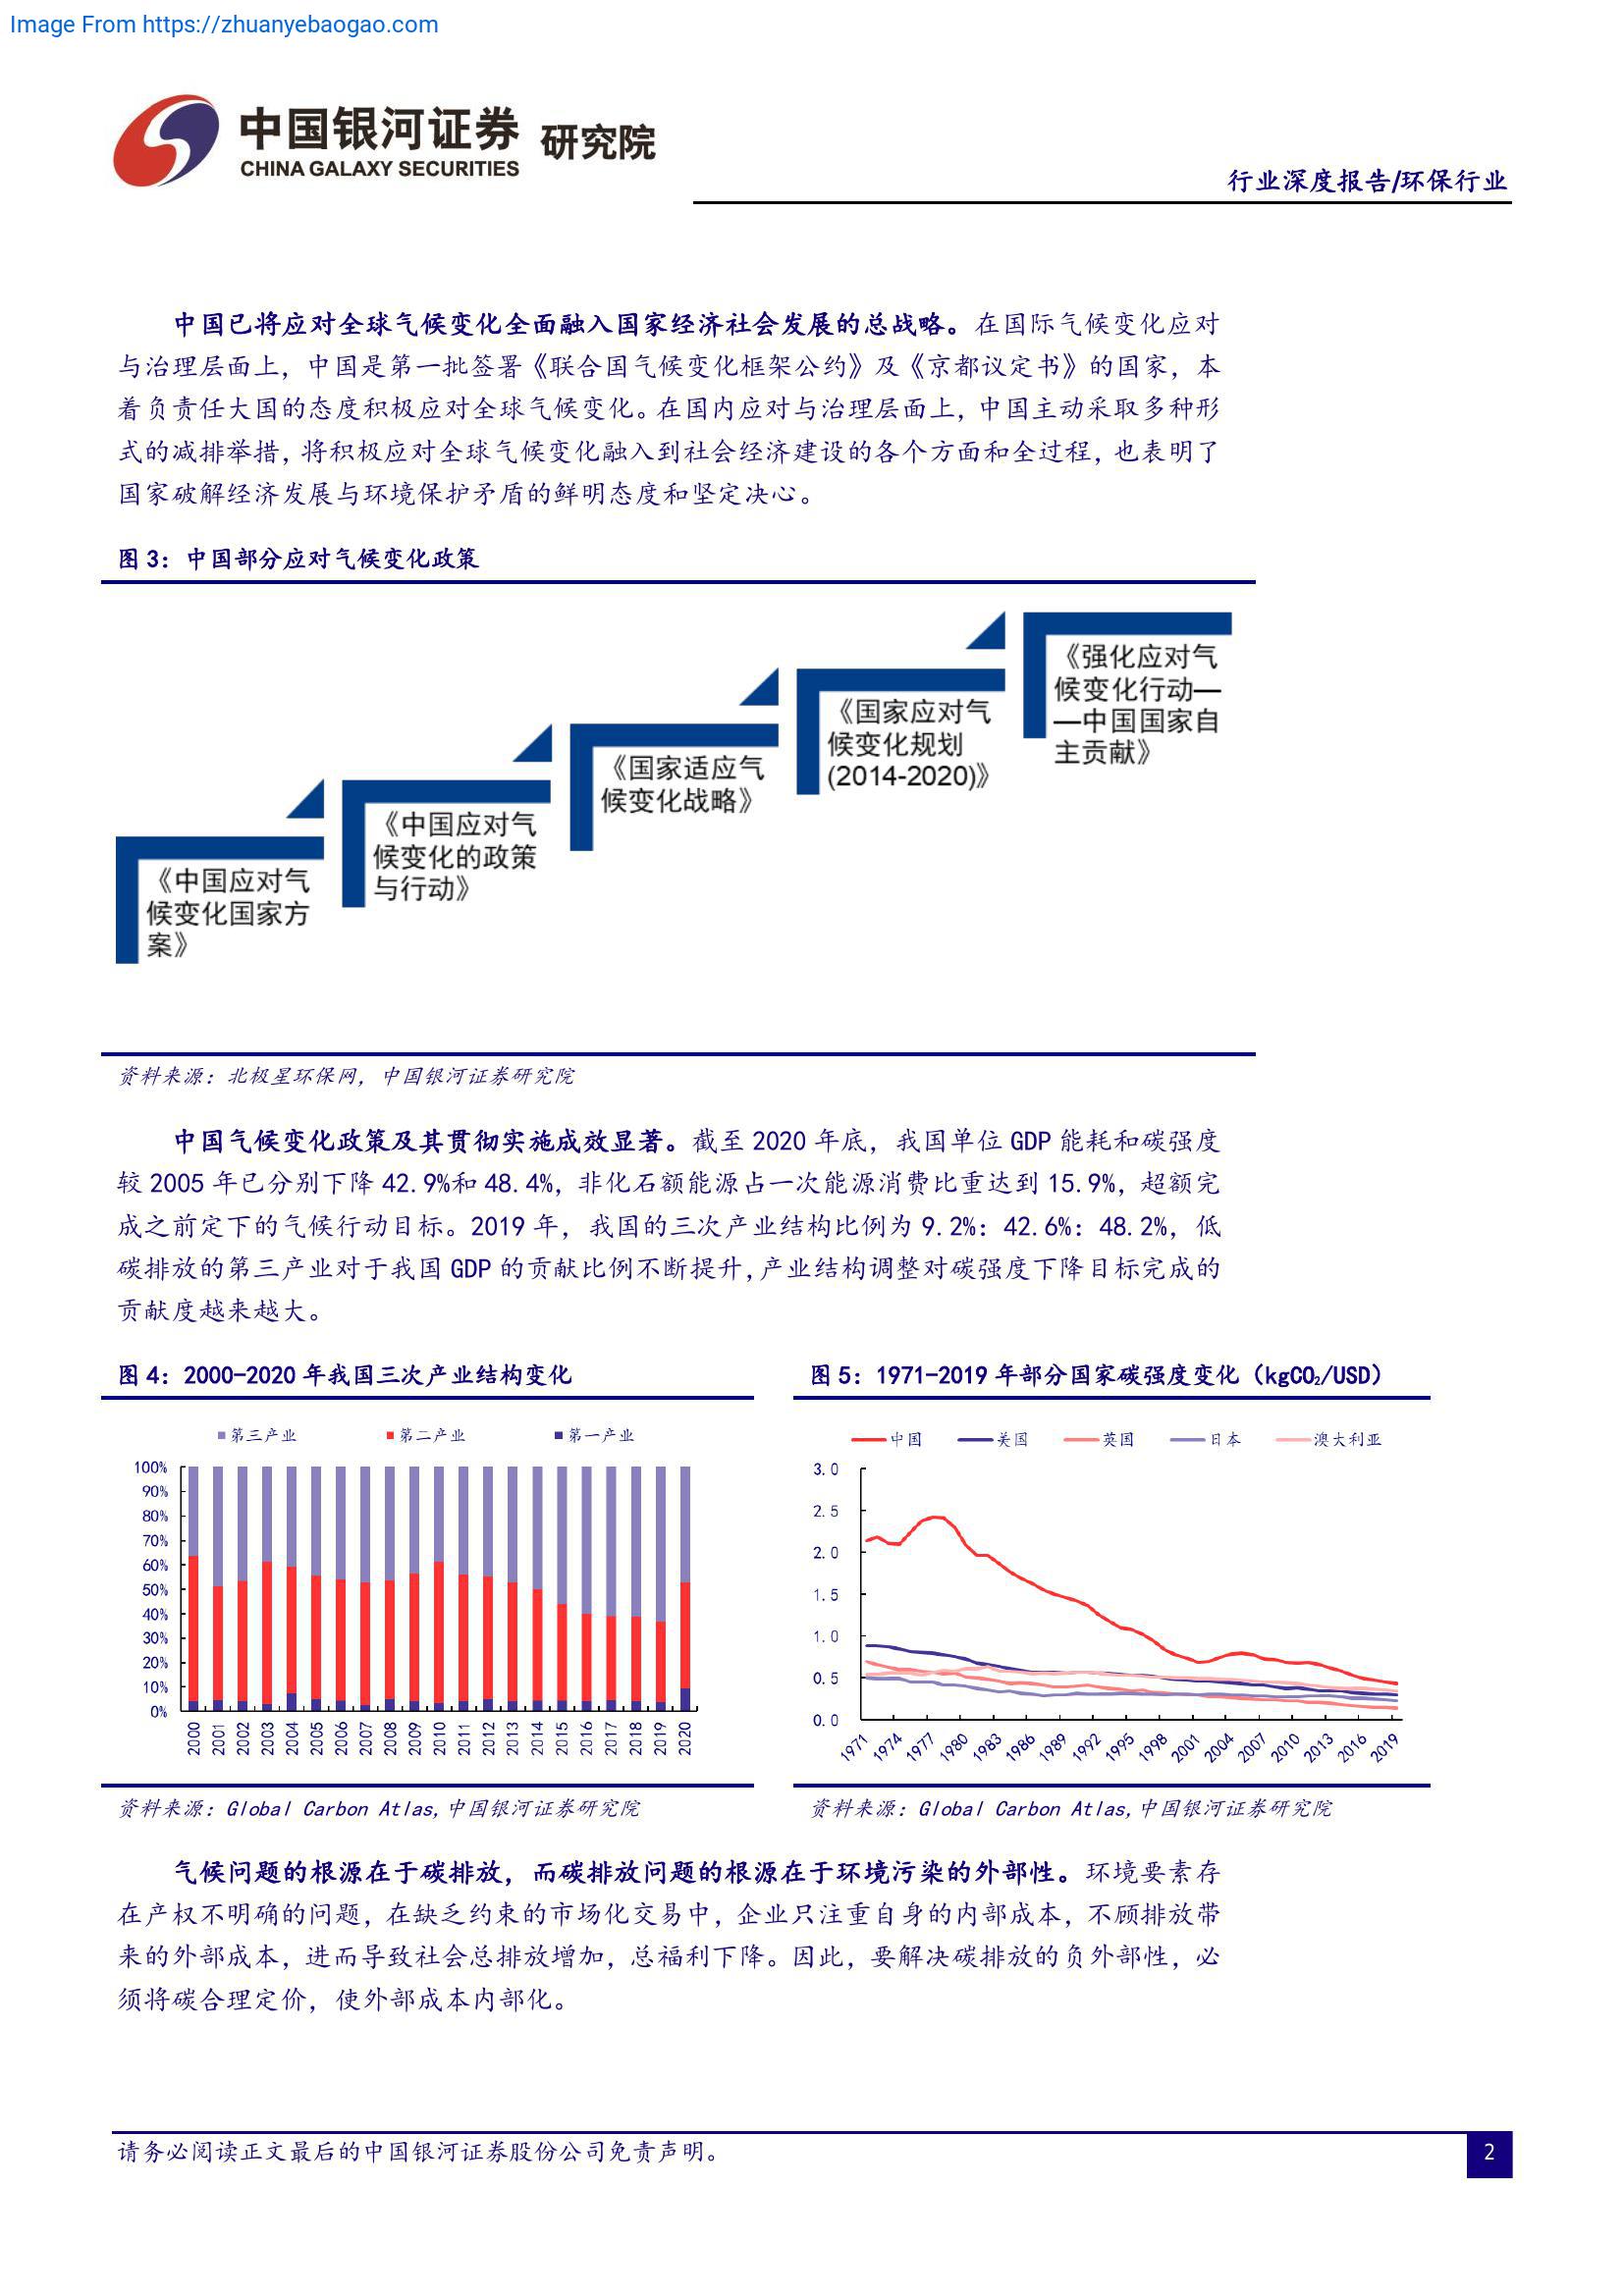 Image From https://zhuanyebaogao.com
中国银河证券 研究院
CHINA GALAXY SECURITIES
行业深度报告/环保行业
中国已将应对全球气候变化全面融入国家经济社会发展的总战略。在国际气候变化应对
与治理层面上，中国是第一批签署《联合国气候变化框架公约》及《京都议定书》的国家，本
着负责任大国的态度积极应对全球气候变化。在国内应对与治理层面上，中国主动采取多种形
式的减排举措，将积极应对全球气候变化融入到社会经济建设的各个方面和全过程，也表明了
国家破解经济发展与环境保护矛盾的鲜明态度和坚定决心。
图 3：中国部分应对气候变化政策
《中国应对气
候变化国家方
案》
《中国应对气
候变化的政策
与行动》
《国家适应气
候变化战略》
《国家应对气
候变化规划
(2014-2020)》
《强化应对气
候变化行动—
—中国国家自
主贡献》
资料来源：北极星环保网，中国银河证券研究院
中国气候变化政策及其贯彻实施成效显著。截至 2020 年底，我国单位 GDP 能耗和碳强度
较 2005 年已分别下降 42.9%和 48.4%，非化石额能源占一次能源消费比重达到 15.9%，超额完
成之前定下的气候行动目标。2019 年，我国的三次产业结构比例为 9.2%：42.6%：48.2%，低
碳排放的第三产业对于我国 GDP 的贡献比例不断提升，产业结构调整对碳强度下降目标完成的
贡献度越来越大。
图 4：2000-2020 年我国三次产业结构变化
第三产业 第二产业 第一产业
100%
90%
80%
70%
60%
50%
40%
30%
20%
10%
0%
2000 2001 2002 2003 2004 2005 2006 2007 2008 2009 2010 2011 2012 2013 2014 2015 2016 2017 2018 2019 2020
资料来源：Global Carbon Atlas,中国银河证券研究院
图 5：1971-2019 年部分国家碳强度变化（kgCO₂/USD）
中国 美国 英国 日本 澳大利亚
3.0
2.5
2.0
1.5
1.0
0.5
0.0
1971 1974 1977 1980 1983 1986 1989 1992 1995 1998 2001 2004 2007 2010 2013 2016 2019
资料来源：Global Carbon Atlas,中国银河证券研究院
气候问题的根源在于碳排放，而碳排放问题的根源在于环境污染的外部性。环境要素存
在产权不明确的问题，在缺乏约束的市场化交易中，企业只注重自身的内部成本，不顾排放带
来的外部成本，进而导致社会总排放增加，总福利下降。因此，要解决碳排放的负外部性，必
须将碳合理定价，使外部成本内部化。
请务必阅读正文最后的中国银河证券股份公司免责声明。
2